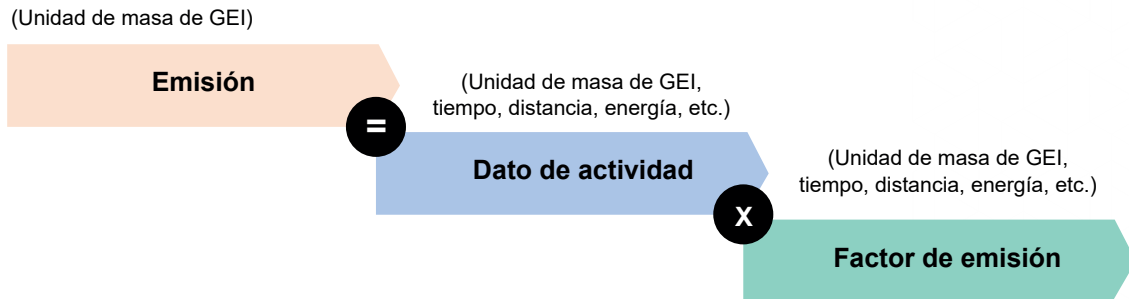 (Unidad de masa de GEI)
Emisión
=
(Unidad de masa de GEI,
tiempo, distancia, energía, etc.)
Dato de actividad
x
(Unidad de masa de GEI,
tiempo, distancia, energía, etc.)
Factor de emisión